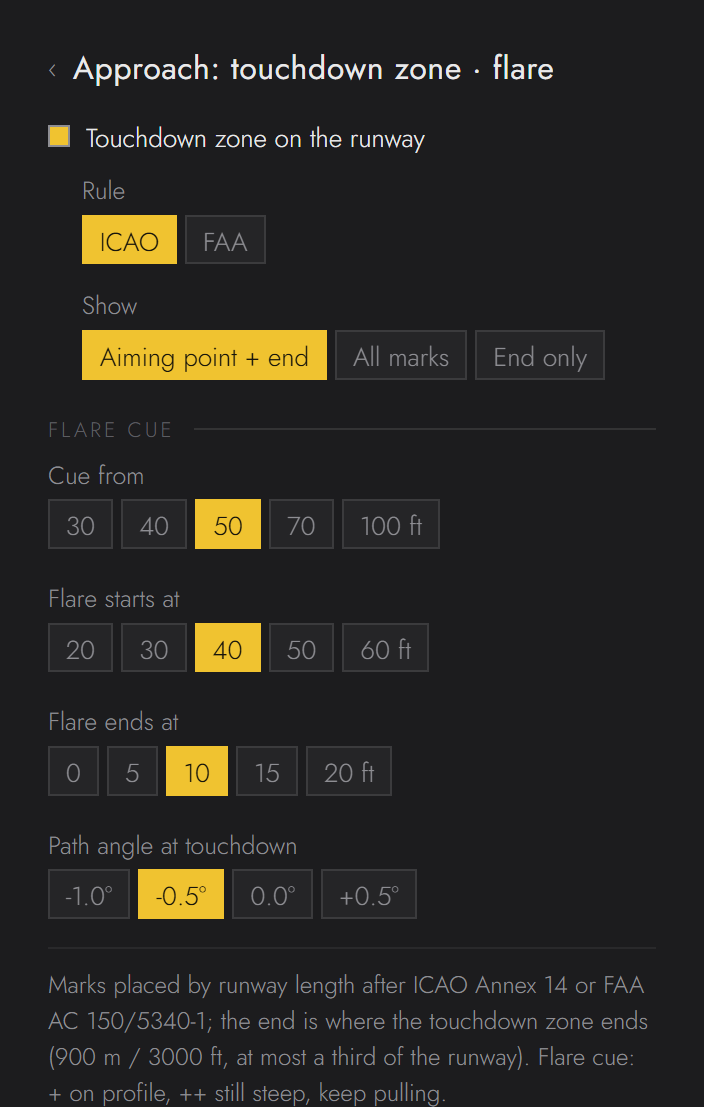 ‹ Approach: touchdown zone · flare
Touchdown zone on the runway
Rule
ICAO FAA
Show
Aiming point + end All marks End only
FLARE CUE
Cue from
30 40 50 70 100 ft
Flare starts at
20 30 40 50 60 ft
Flare ends at
0 5 10 15 20 ft
Path angle at touchdown
-1.0° -0.5° 0.0° +0.5°
Marks placed by runway length after ICAO Annex 14 or FAA
AC 150/5340-1; the end is where the touchdown zone ends
(900 m / 3000 ft, at most a third of the runway). Flare cue:
+ on profile, ++ still steep, keep pulling.